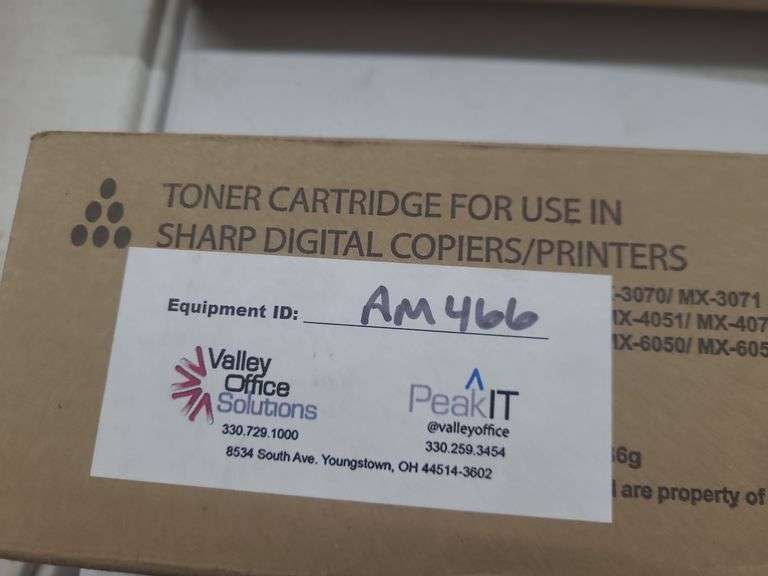 TONER CARTRIDGE FOR USE IN
SHARP DIGITAL COPIERS/PRINTERS
-3070/ MX-3071
MX-4051/ MX-407
MX-6050/ MX-605
6g
are property of
Equipment ID: AM466
Valley
Office
Solutions
330.729.1000
PeakIT
@valleyoffice
330.259.3454
8534 South Ave. Youngstown, OH 44514-3602